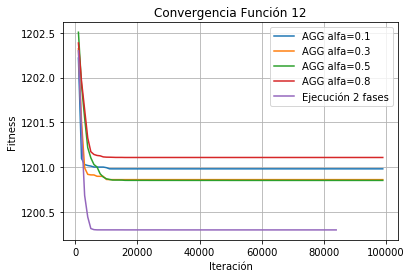 Convergencia Función 12
1202.5
1202.0
1201.5
1201.0
1200.5
Fitness
AGG alfa=0.1
AGG alfa=0.3
AGG alfa=0.5
AGG alfa=0.8
Ejecución 2 fases
0 20000 40000 60000 80000 100000
Iteración